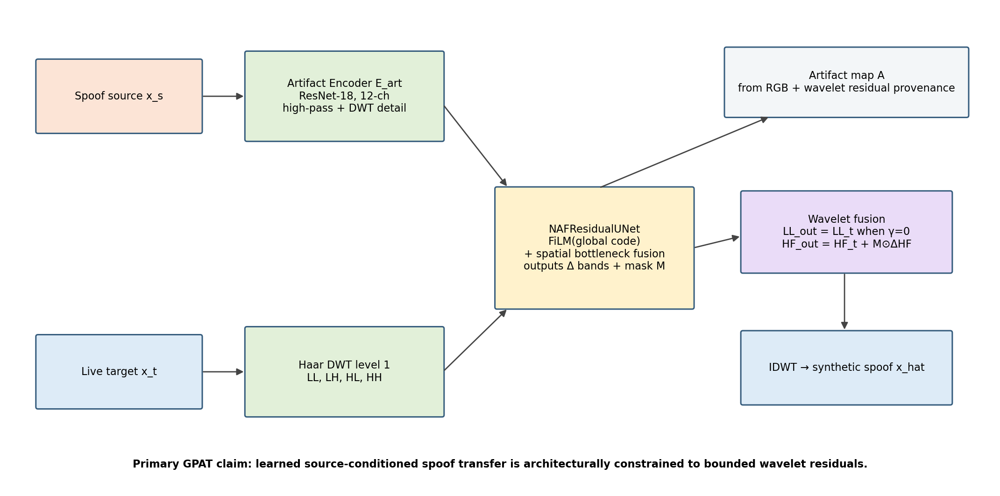 Spoof source x_s
Artifact Encoder E_art
ResNet-18, 12-ch
high-pass + DWT detail
Artifact map A
from RGB + wavelet residual provenance
NAFResidualUNet
FiLM(global code)
+ spatial bottleneck fusion
outputs Δ bands + mask M
Wavelet fusion
LL_out = LL_t when γ=0
HF_out = HF_t + M⊙ΔHF
Live target x_t
Haar DWT level 1
LL, LH, HL, HH
IDWT → synthetic spoof x_hat
Primary GPAT claim: learned source-conditioned spoof transfer is architecturally constrained to bounded wavelet residuals.